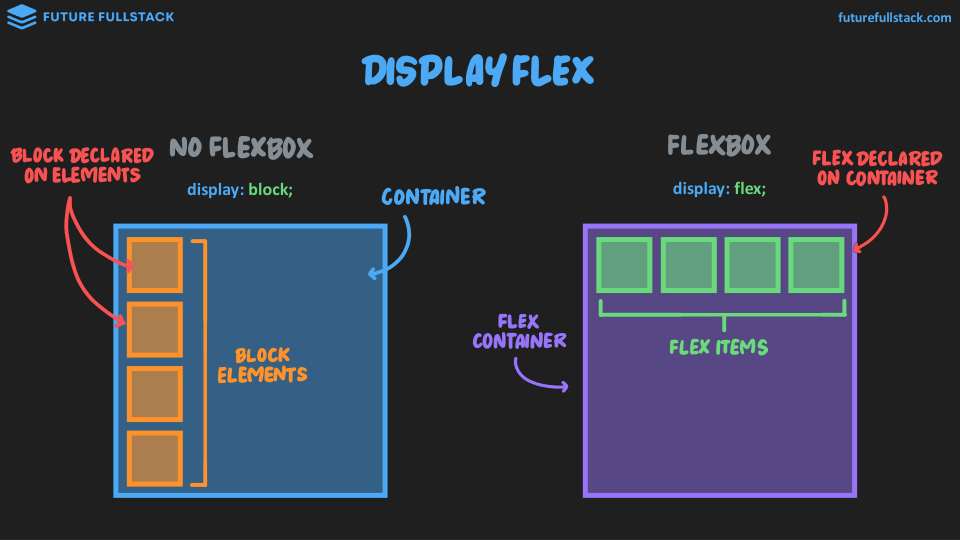 FUTURE FULLSTACK
futurefullstack.com
DISPLAY FLEX
NO FLEXBOX
FLEXBOX
BLOCK DECLARED
ON ELEMENTS
FLEX DECLARED
ON CONTAINER
display: block;
display: flex;
CONTAINER
FLEX
CONTAINER
BLOCK
ELEMENTS
FLEX ITEMS